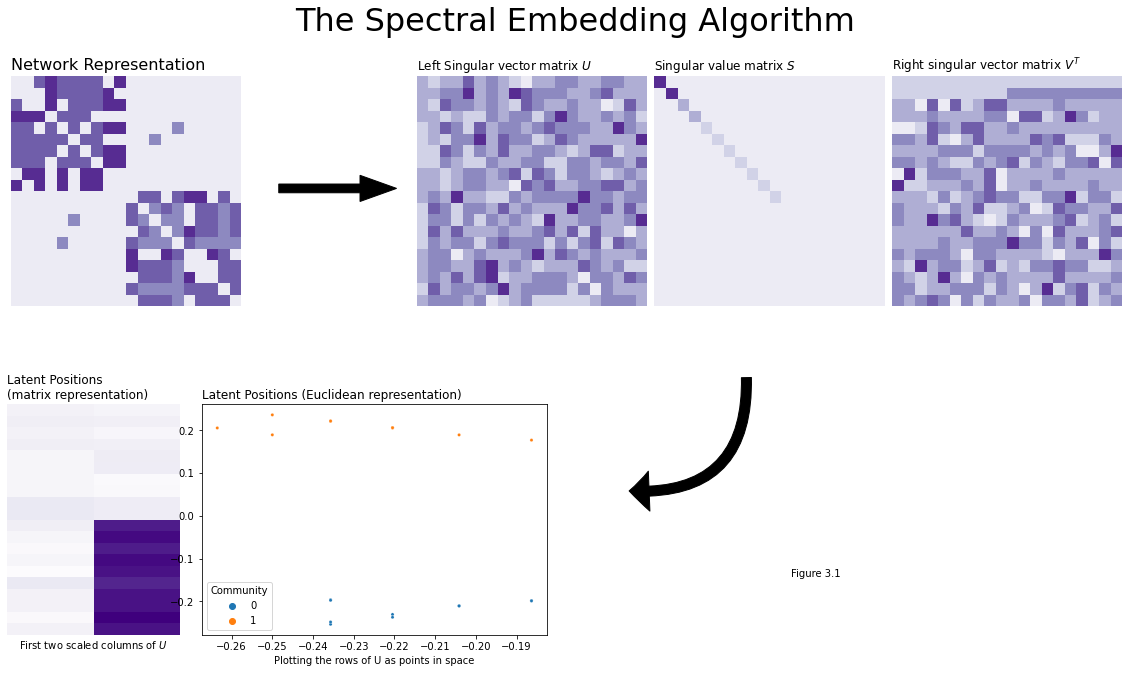 The Spectral Embedding Algorithm
Network Representation
Left Singular vector matrix U
Singular value matrix S
Right singular vector matrix V^T
Latent Positions
(matrix representation)
First two scaled columns of U
Latent Positions (Euclidean representation)
0.2
0.1
0.0
−0.1
−0.2
Community
0
1
−0.26
−0.25
−0.24
−0.23
−0.22
−0.21
−0.20
−0.19
Plotting the rows of U as points in space
Figure 3.1